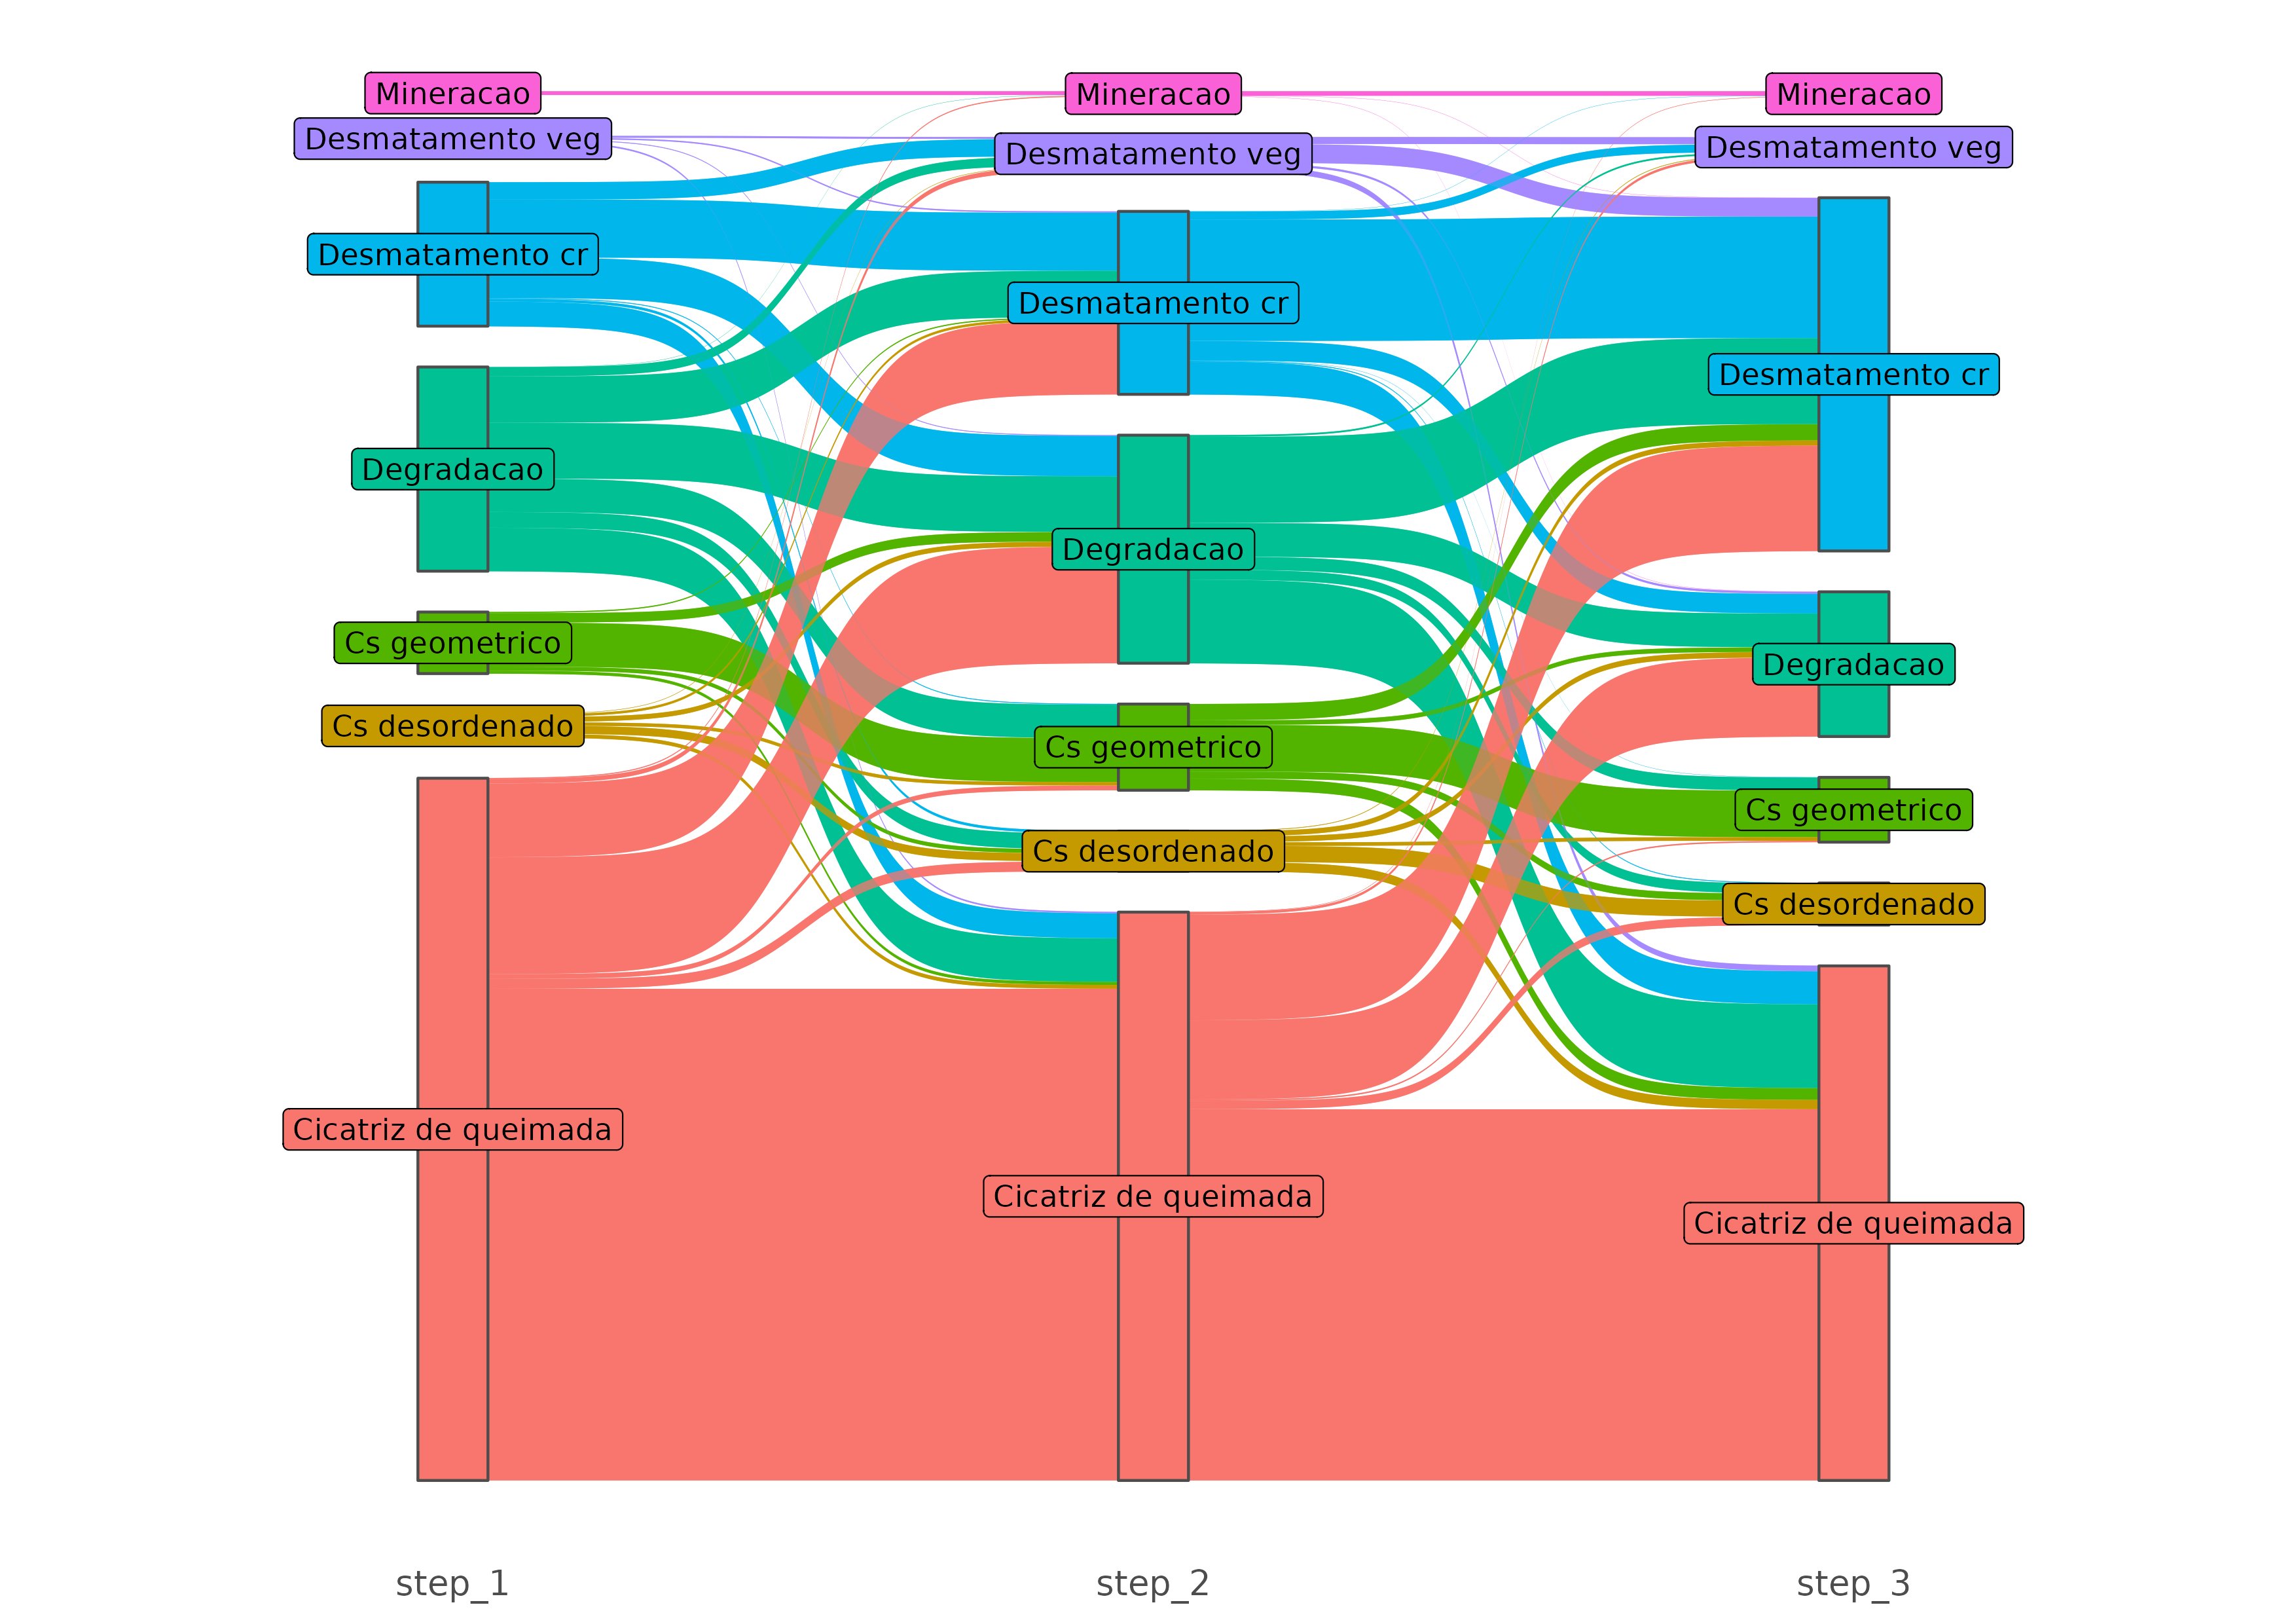 Mineracao
Desmatamento veg
Desmatamento cr
Degradacao
Cs geometrico
Cs desordenado
Cicatriz de queimada
Mineracao
Desmatamento veg
Desmatamento cr
Degradacao
Cs geometrico
Cs desordenado
Cicatriz de queimada
Mineracao
Desmatamento veg
Desmatamento cr
Degradacao
Cs geometrico
Cs desordenado
Cicatriz de queimada
step_1
step_2
step_3